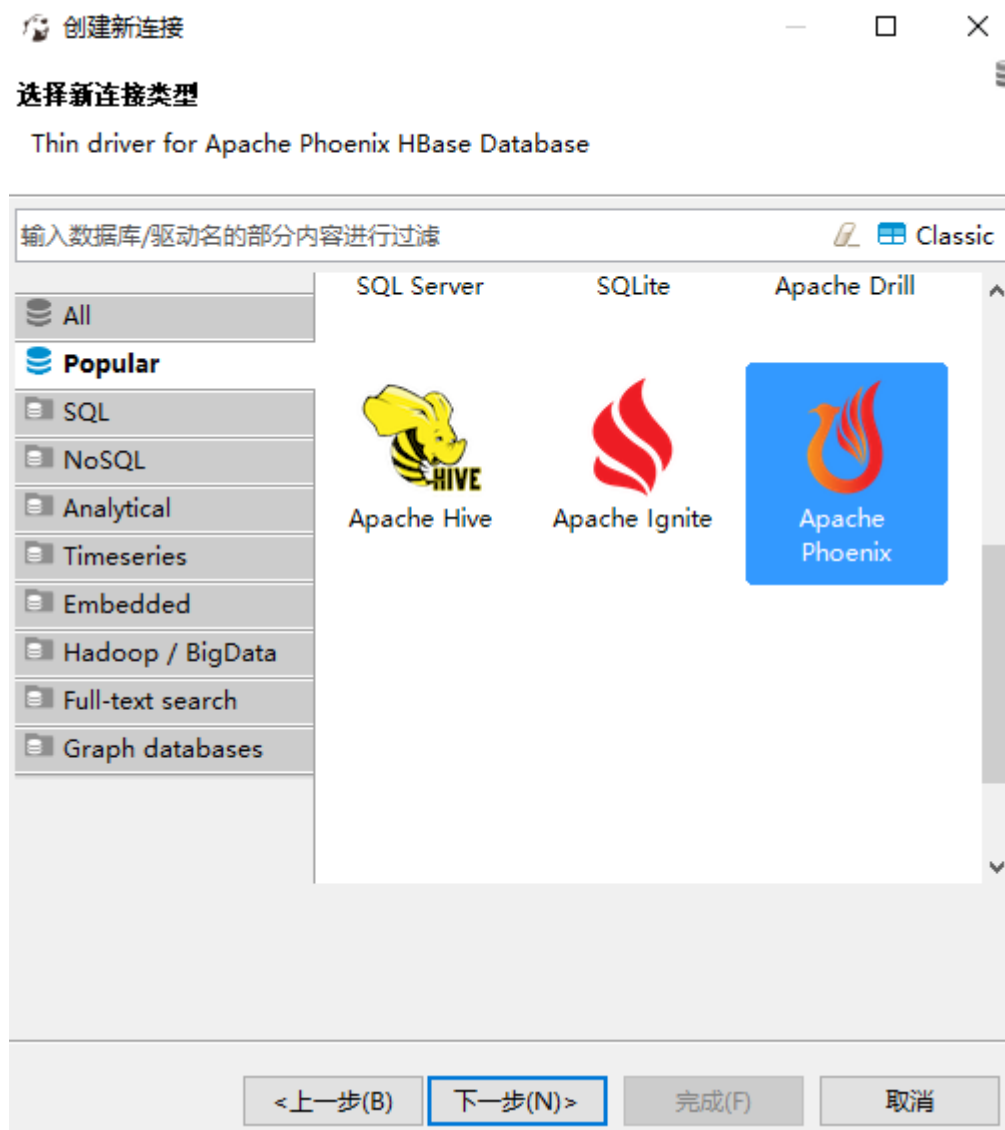 创建新连接
选择新连接类型
Thin driver for Apache Phoenix HBase Database
输入数据库/驱动名的部分内容进行过滤
Classic
All
Popular
SQL
NoSQL
Analytical
Timeseries
Embedded
Hadoop / BigData
Full-text search
Graph databases
SQL Server
SQLite
Apache Drill
HIVE
Apache Hive
Apache Ignite
Apache
Phoenix
<上一步(B)
下一步(N)>
完成(F)
取消